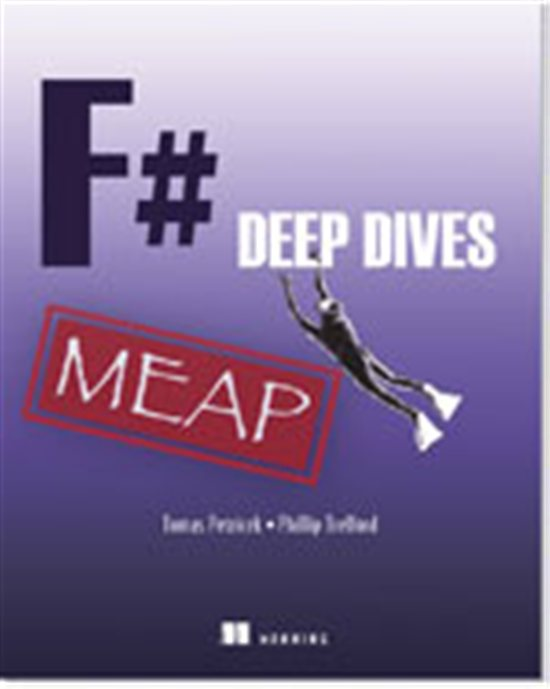 F#
DEEP DIVES
MEAP
Tomas Petricek • Phillip Trelford
MANNING